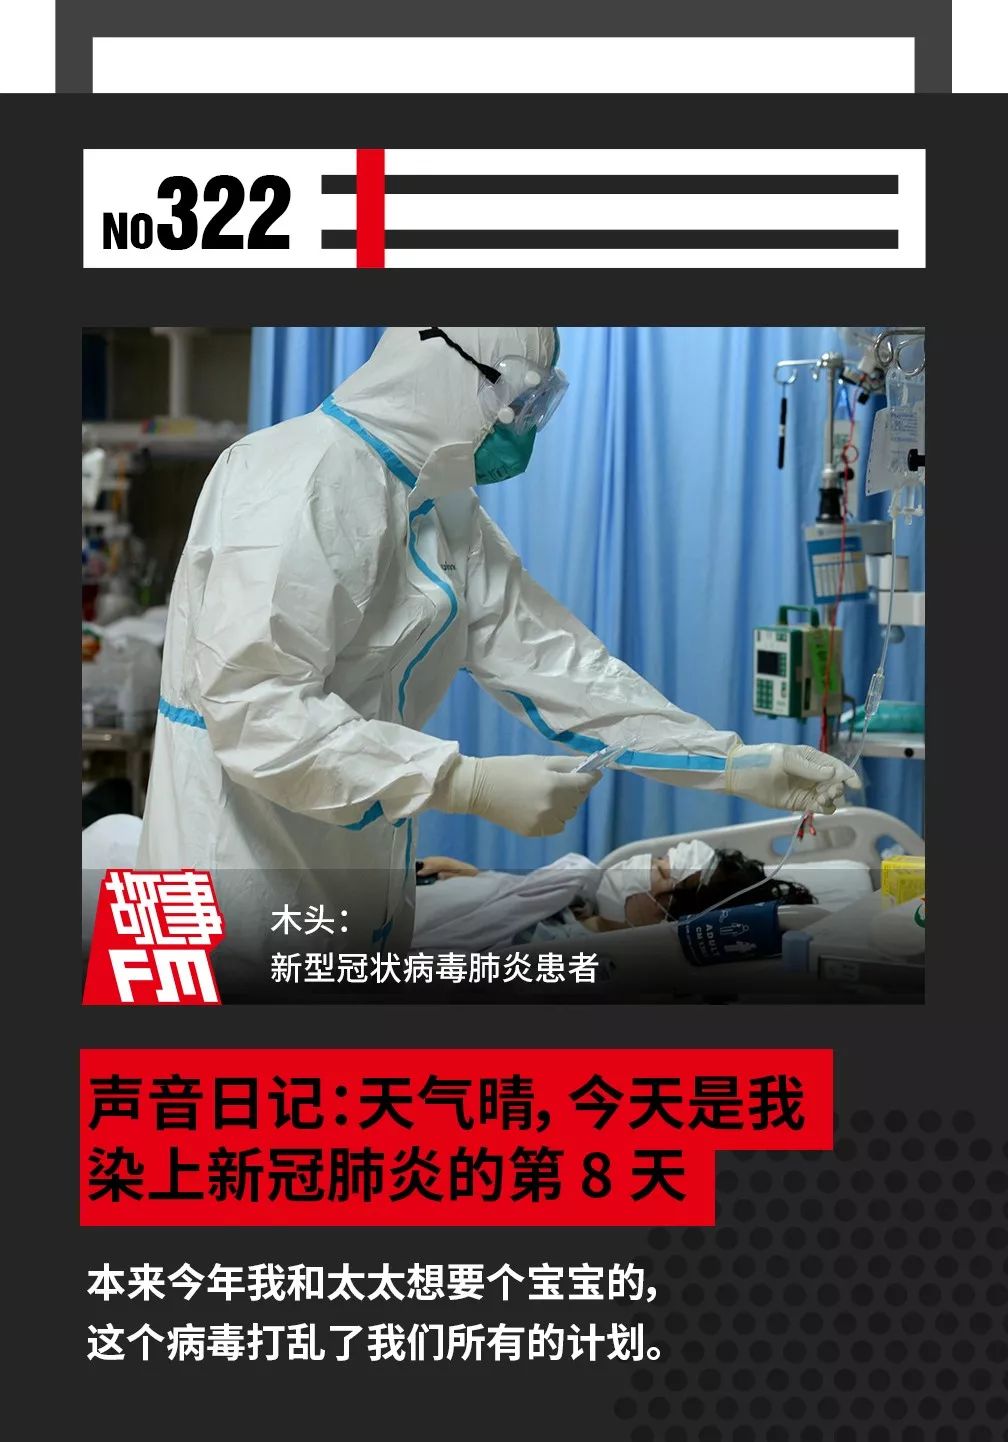 NO322
故事
FM
木头：
新型冠状病毒肺炎患者
声音日记：天气晴，今天是我
染上新冠肺炎的第 8 天
本来今年我和太太想要个宝宝的，
这个病毒打乱了我们所有的计划。
ADULT